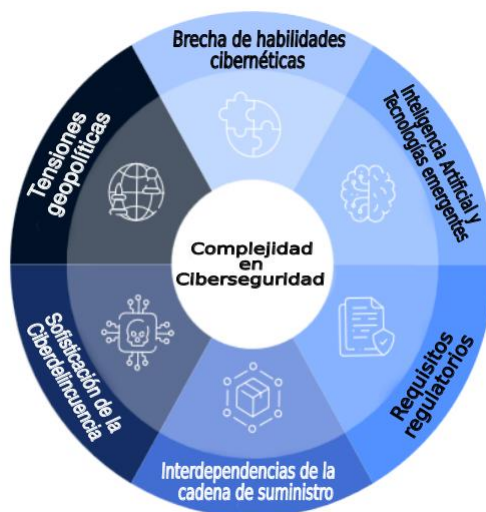 Brecha de habilidades
cibernéticas
Inteligencia Artificial y
Tecnologías emergentes
Requisitos
regulatorios
Interdependencias de la
cadena de suministro
Sofisticación de la
Ciberdelincuencia
Tensiones
geopolíticas
Complejidad
en
Ciberseguridad